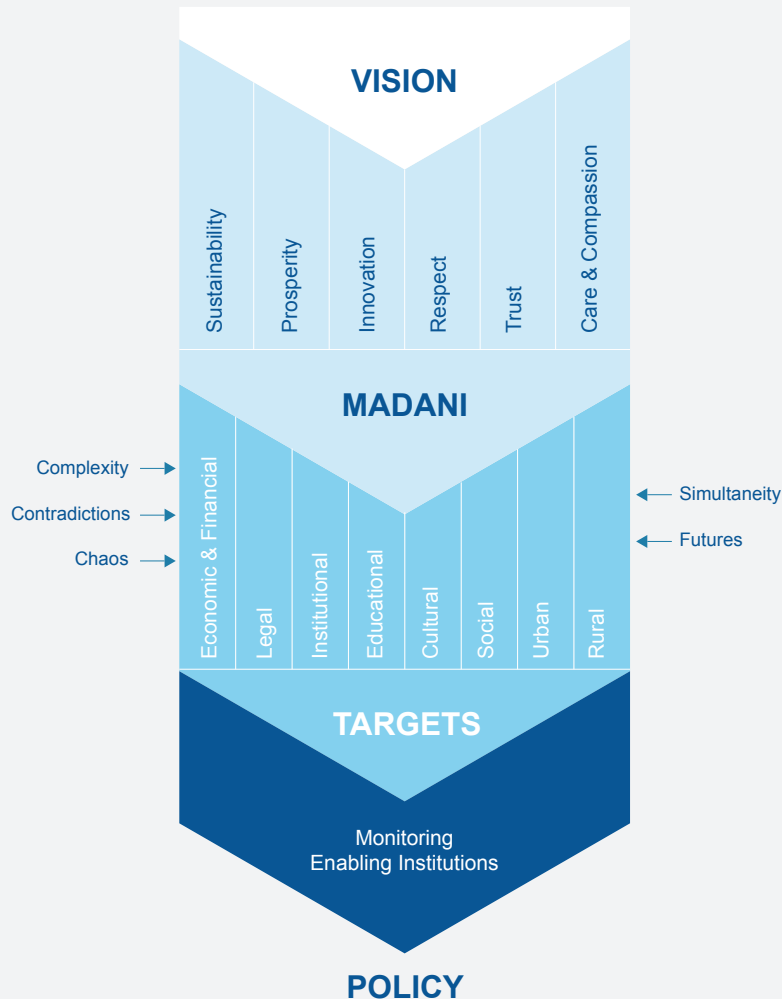 VISION
Sustainability
Prosperity
Innovation
Respect
Trust
Care & Compassion
MADANI
Complexity
Contradictions
Chaos
Simultaneity
Futures
Economic & Financial
Legal
Institutional
Educational
Cultural
Social
Urban
Rural
TARGETS
Monitoring
Enabling Institutions
POLICY